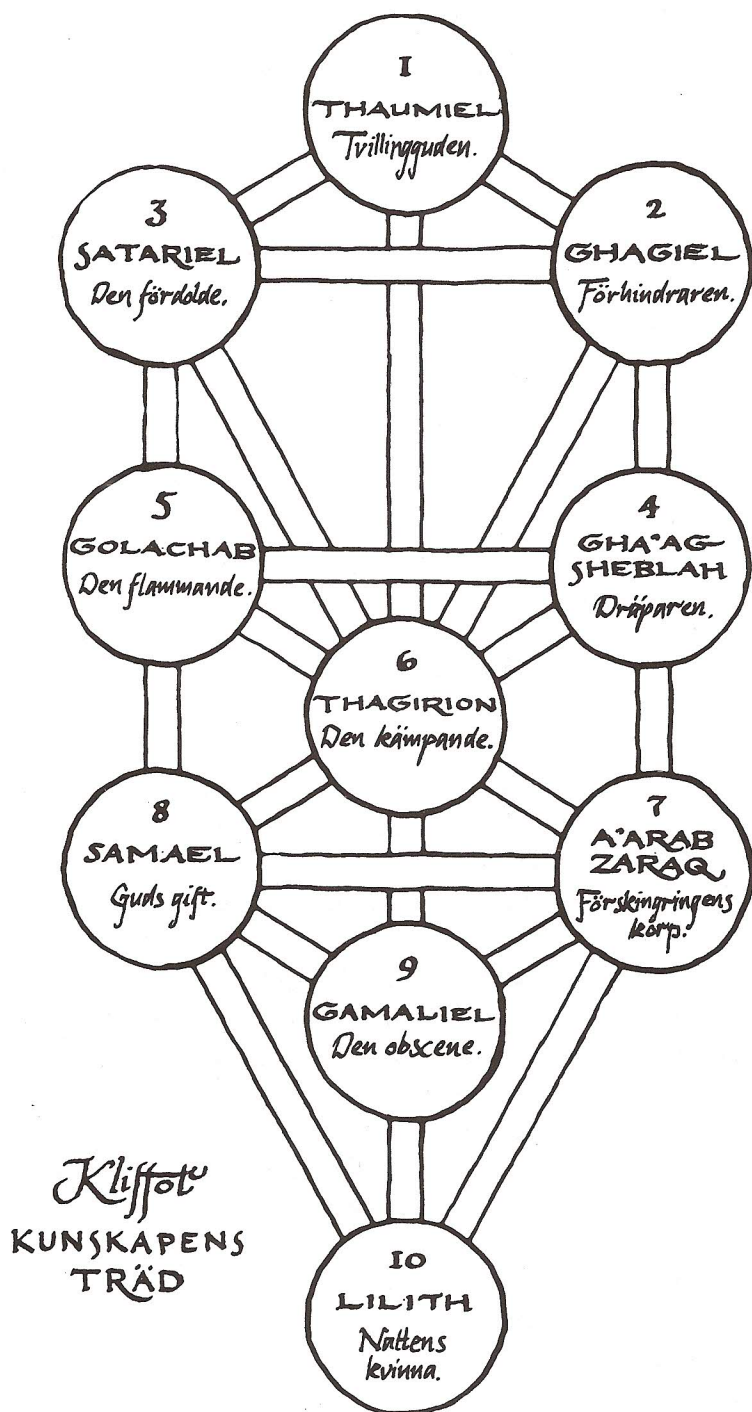 1
THAUMIEL
Tvillingguden.
3
SATARIEL
Den fördolde.
2
GHAGIEL
Förhindraren.
5
GOLACHAB
Den flammande.
4
GHA'AG-
SHEBLAH
Dräparen.
6
THAGIRION
Den kämpande.
8
SAMAEL
Guds gift.
7
A'ARAB
ZARAQ
Förskingringens
korp.
9
GAMALIEL
Den obscene.
Kliffot
KUNSKAPENS
TRÄD
10
LILITH
Nattens
kvinna.